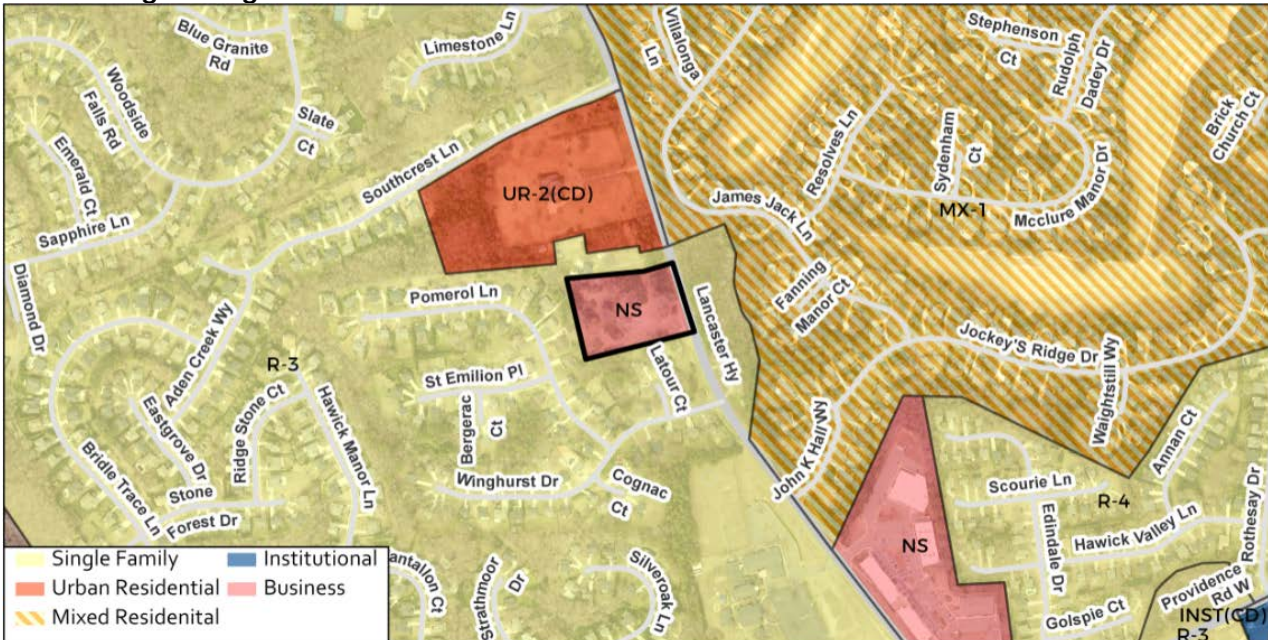 Blue Granite
Rd
Limestone Ln
Villalonga
Ln
Stephenson
Ct
Rudolph
Dadey Dr
Brick
Church Ct
Woodside
Falls Rd
Slate
Ct
Emerald Ct
Sapphire Ln
Southcrest Ln
UR-2(CD)
Resolves Ln
Sydenham
Ct
James Jack Ln
MX-1
Mcclure Manor Dr
Diamond Dr
Pomerol Ln
NS
Lancaster Hy
Fanning
Manor Ct
Jockey'S Ridge Dr
Aden Creek Wy
R-3
St Emilion Pl
Latour Ct
Waightstill Wy
Eastgrove Dr
Ridge Stone Ct
Hawick Manor Ln
Bergerac
Ct
John K Hall Wy
Annan Ct
Bridle Trace Ln
Stone
Forest Dr
Winghurst Dr
Cognac
Ct
Scourie Ln
R-4
Edindale Dr
Hawick Valley Ln
Rothesay Dr
NS
antallon Ct
Strathmoor
Dr
Silveroak Ln
Golspie Ct
Providence
Rd W
INST(CD)
R-3
Single Family
Institutional
Urban Residential
Business
Mixed Residenital